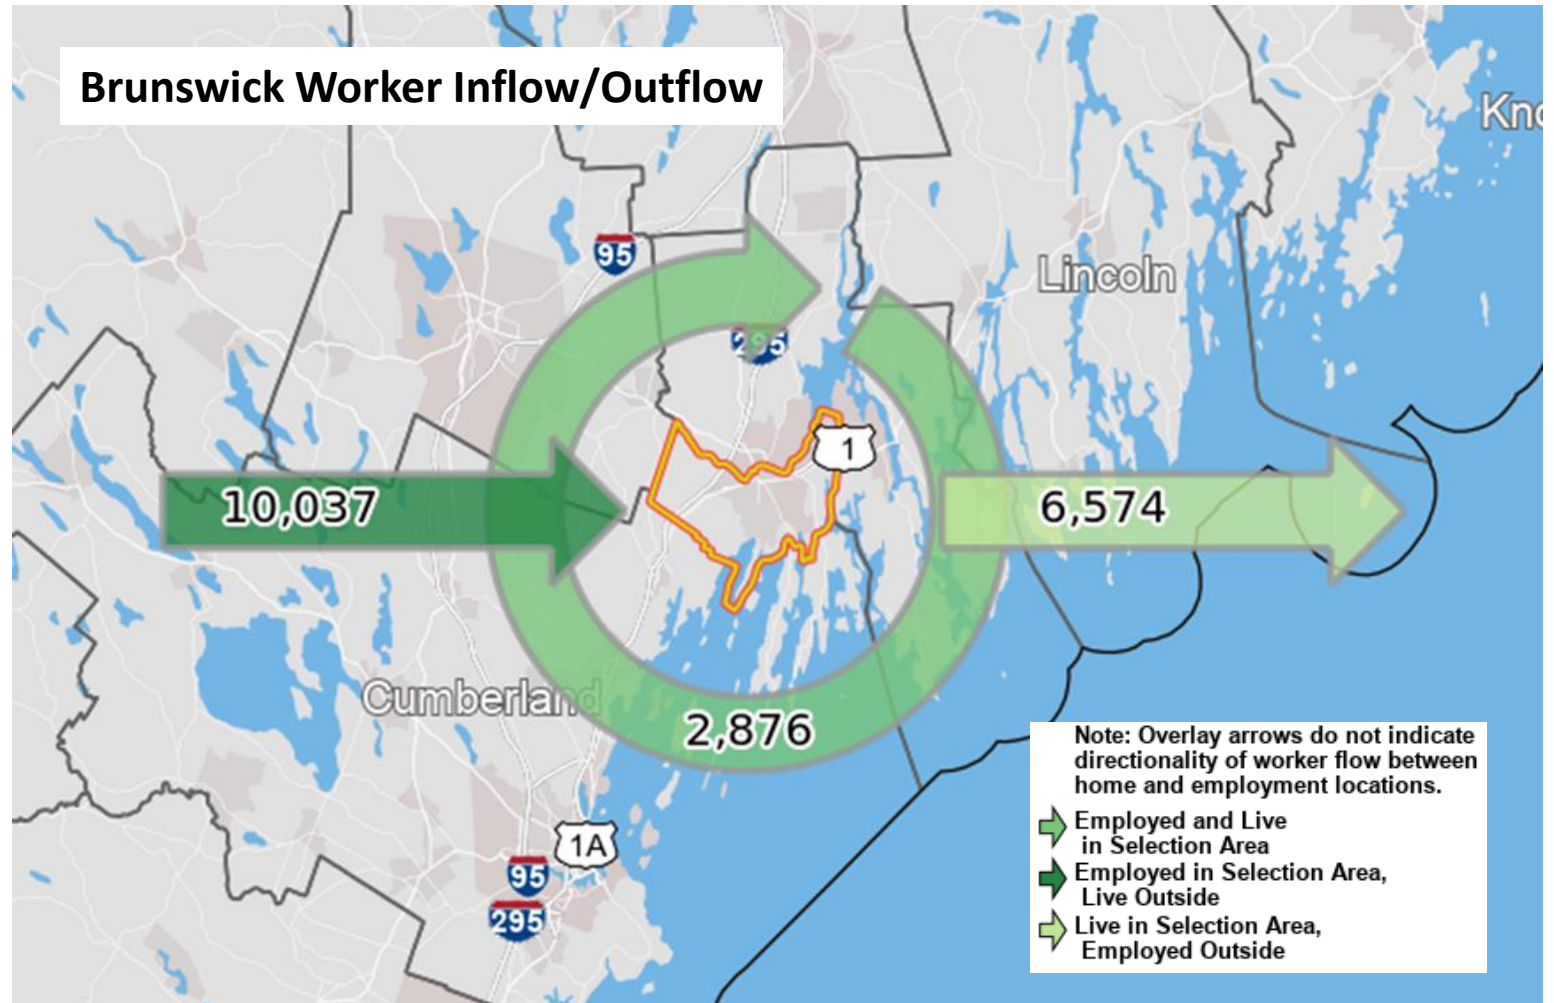 Brunswick Worker Inflow/Outflow
Kno
95
Lincoln
295
1
10,037
6,574
Cumberland
2,876
Note: Overlay arrows do not indicate
directionality of worker flow between
home and employment locations.
Employed and Live
in Selection Area
Employed in Selection Area,
Live Outside
Live in Selection Area,
Employed Outside
1A
95
295